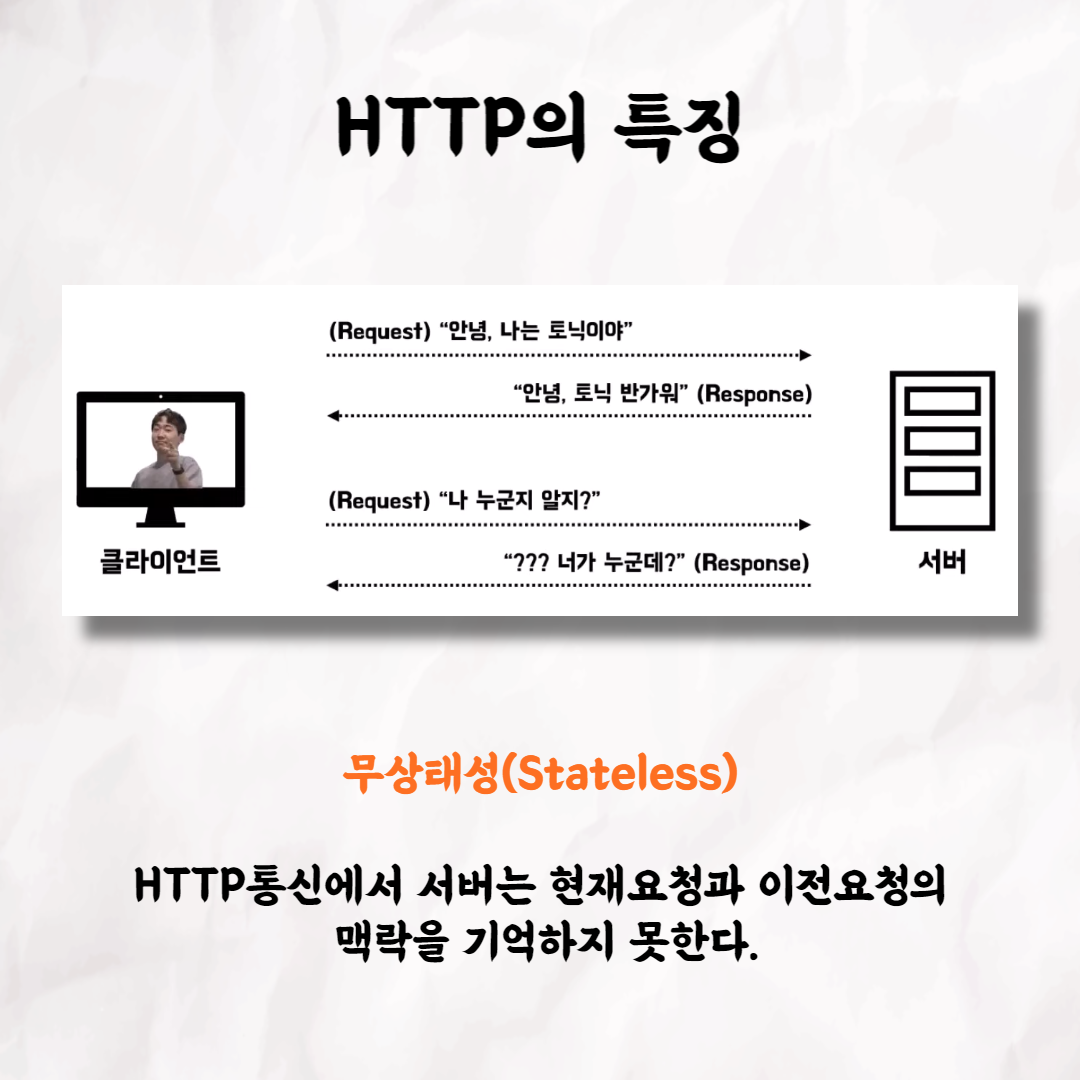 HTTP의 특징
(Request) “안녕, 나는 토닉이야”
“안녕, 토닉 반가워” (Response)
(Request) “나 누군지 알지?”
“??? 너가 누군데?” (Response)
클라이언트
서버
무상태성(Stateless)
HTTP통신에서 서버는 현재요청과 이전요청의
맥락을 기억하지 못한다.